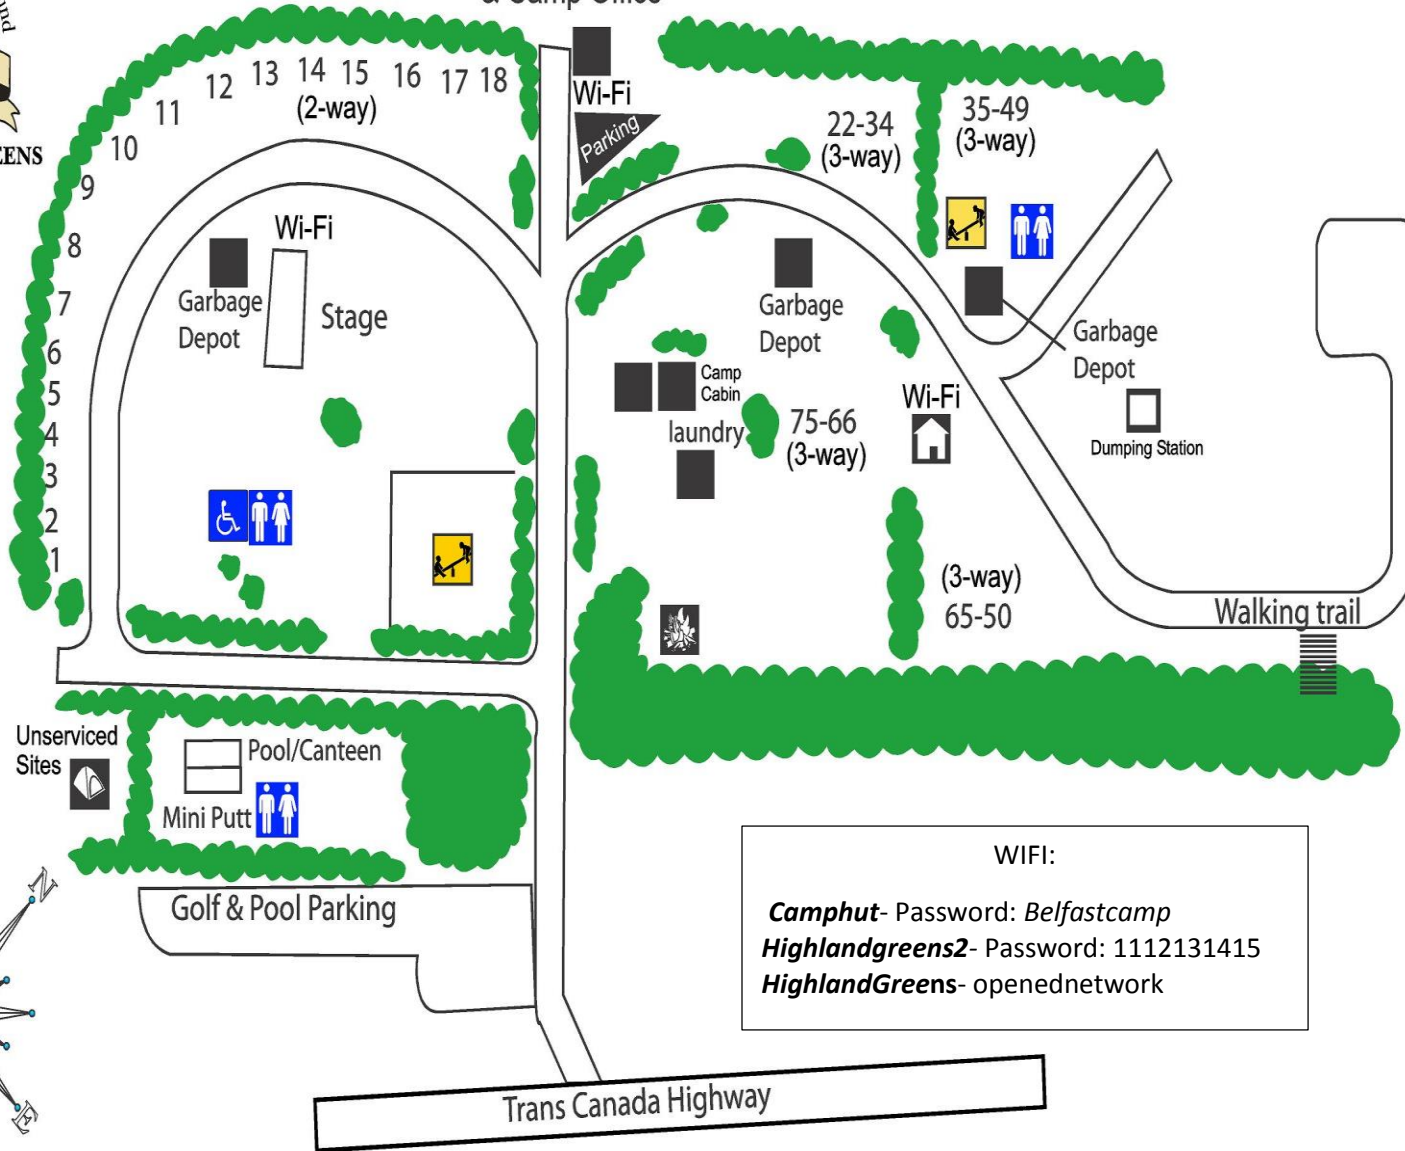 & Camp Office
EENS
12 13 14 15 16 17 18
(2-way)
11
10
9
8
7
6
5
4
3
2
1
Wi-Fi
Parking
22-34
(3-way)
35-49
(3-way)
Wi-Fi
Garbage
Depot
Stage
Garbage
Depot
Garbage
Depot
Camp
Cabin
laundry
75-66
(3-way)
Wi-Fi
Dumping Station
(3-way)
65-50
Walking trail
Unserviced
Sites
Pool/Canteen
Mini Putt
Golf & Pool Parking
N
E
WIFI:
Camphut- Password: Belfastcamp
Highlandgreens2- Password: 1112131415
HighlandGreens- openednetwork
Trans Canada Highway